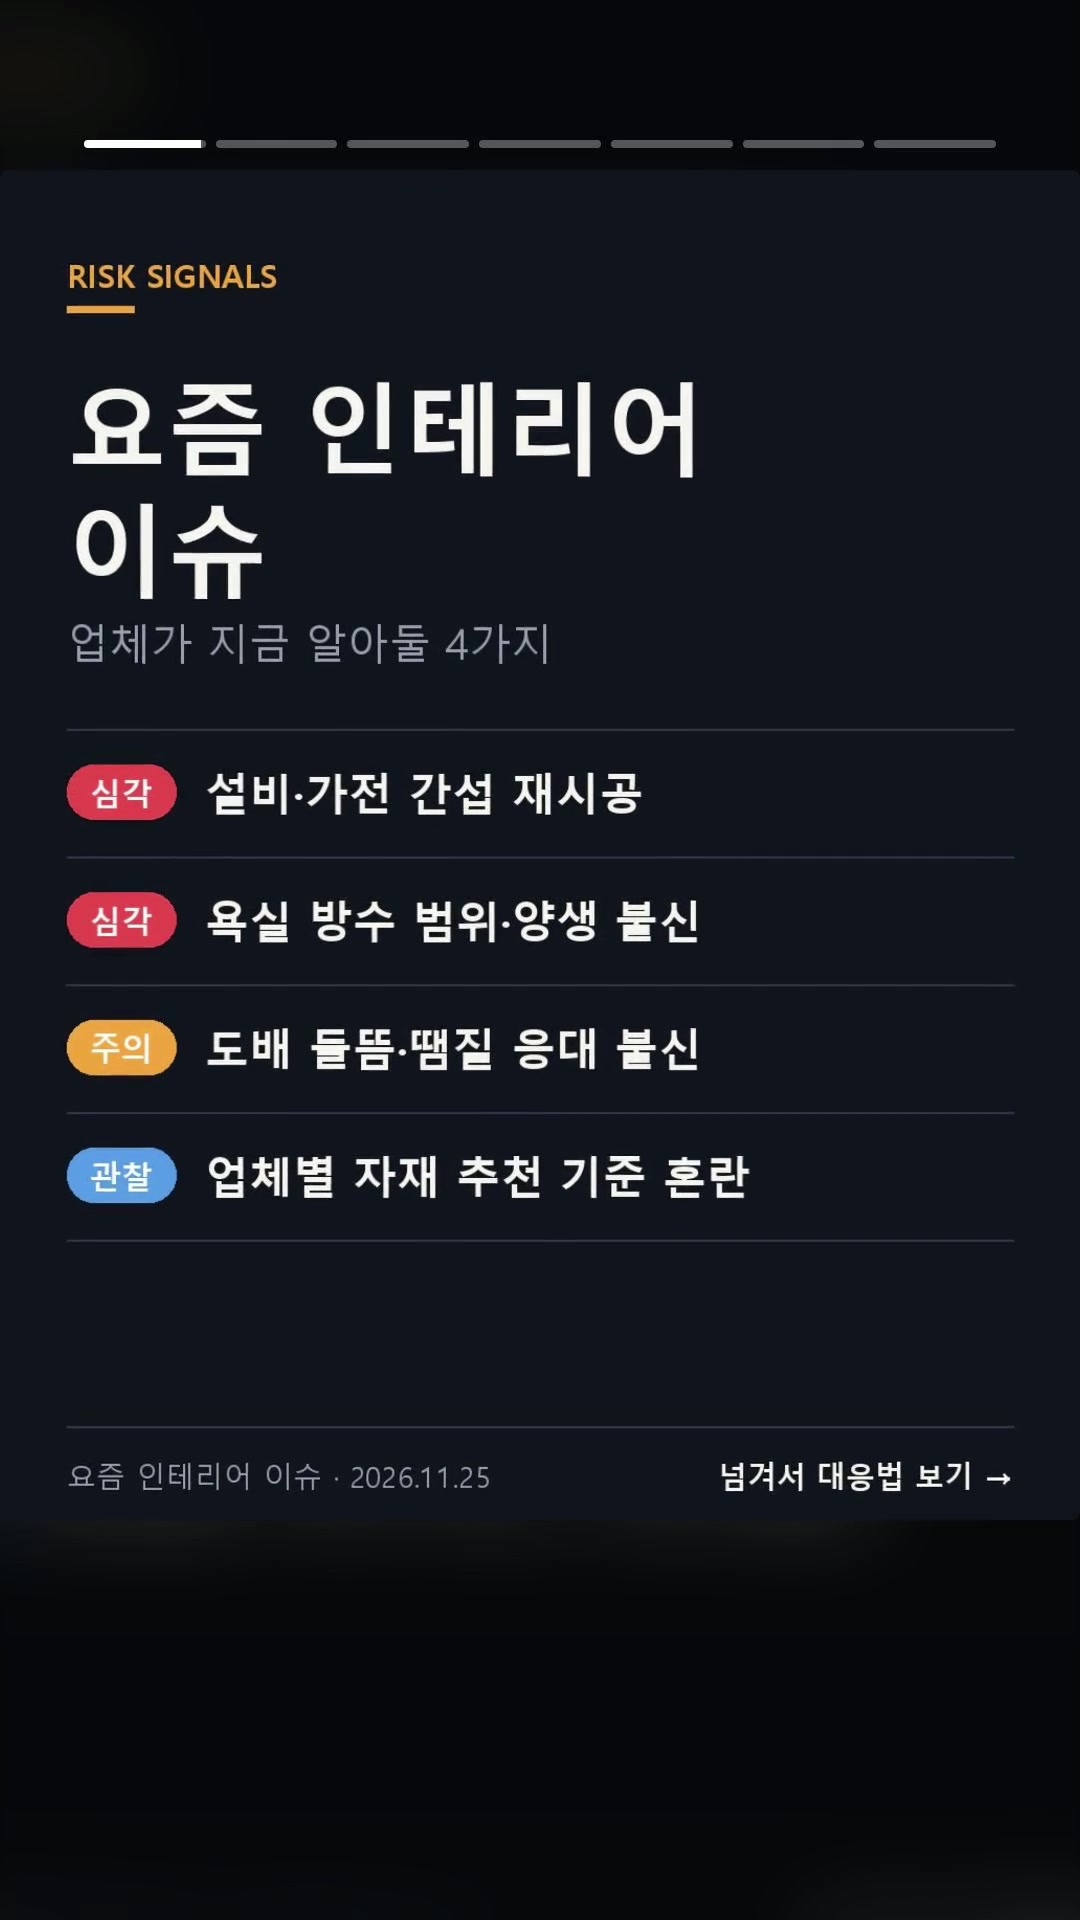 RISK SIGNALS
요즘 인테리어
이슈
업체가 지금 알아둘 4가지
심각 설비·가전 간섭 재시공
심각 욕실 방수 범위·양생 불신
주의 도배 들뜸·땜질 응대 불신
관찰 업체별 자재 추천 기준 혼란
요즘 인테리어 이슈 · 2026.11.25 넘겨서 대응법 보기 →